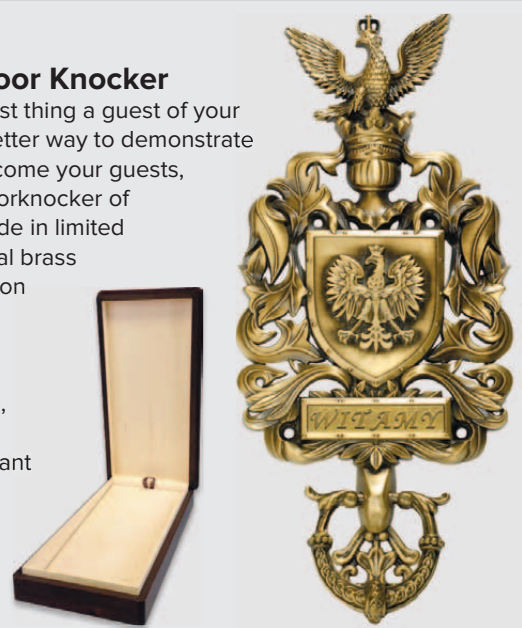 oor Knocker
st thing a guest of your
etter way to demonstrate
come your guests,
orknocker of
de in limited
al brass
on
,
ant
WITAMY